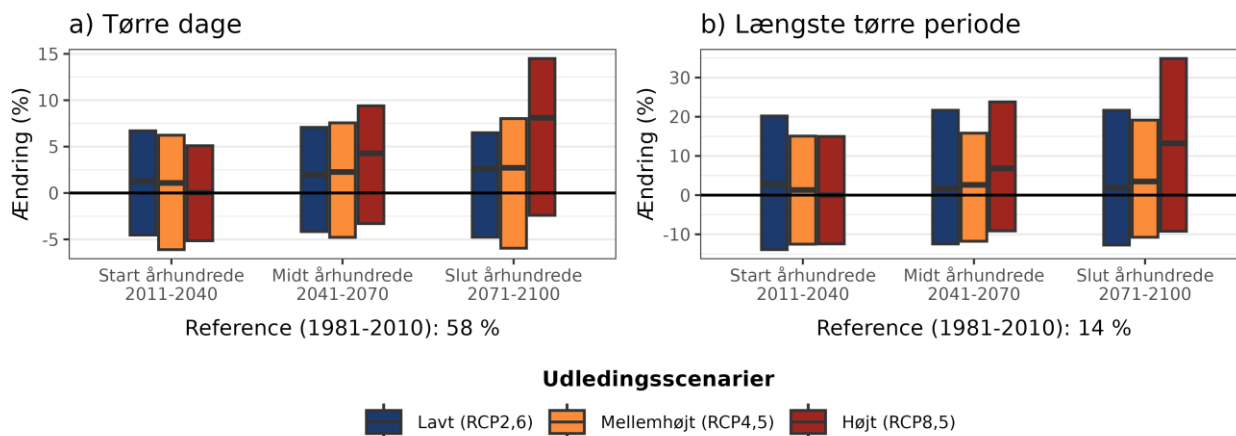 a) Tørre dage
Ændring (%)
15
10
5
0
-5
Start århundrede
2011-2040
Midt århundrede
2041-2070
Slut århundrede
2071-2100
Reference (1981-2010): 58 %
b) Længste tørre periode
Ændring (%)
30
20
10
0
-10
Start århundrede
2011-2040
Midt århundrede
2041-2070
Slut århundrede
2071-2100
Reference (1981-2010): 14 %
Udledingsscenarier
Lavt (RCP2,6)
Mellemhøjt (RCP4,5)
Højt (RCP8,5)